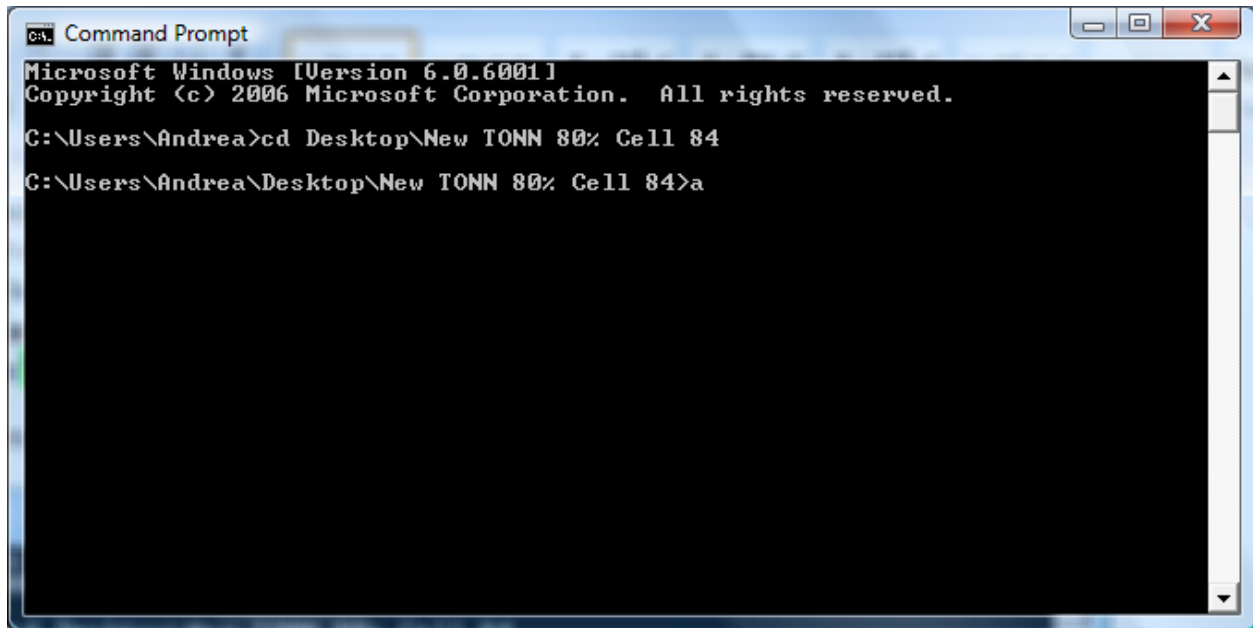 Command Prompt
Microsoft Windows [Version 6.0.6001]
Copyright (c) 2006 Microsoft Corporation.  All rights reserved.
C:\Users\Andrea>cd Desktop\New TONN 80% Cell 84
C:\Users\Andrea\Desktop\New TONN 80% Cell 84>a